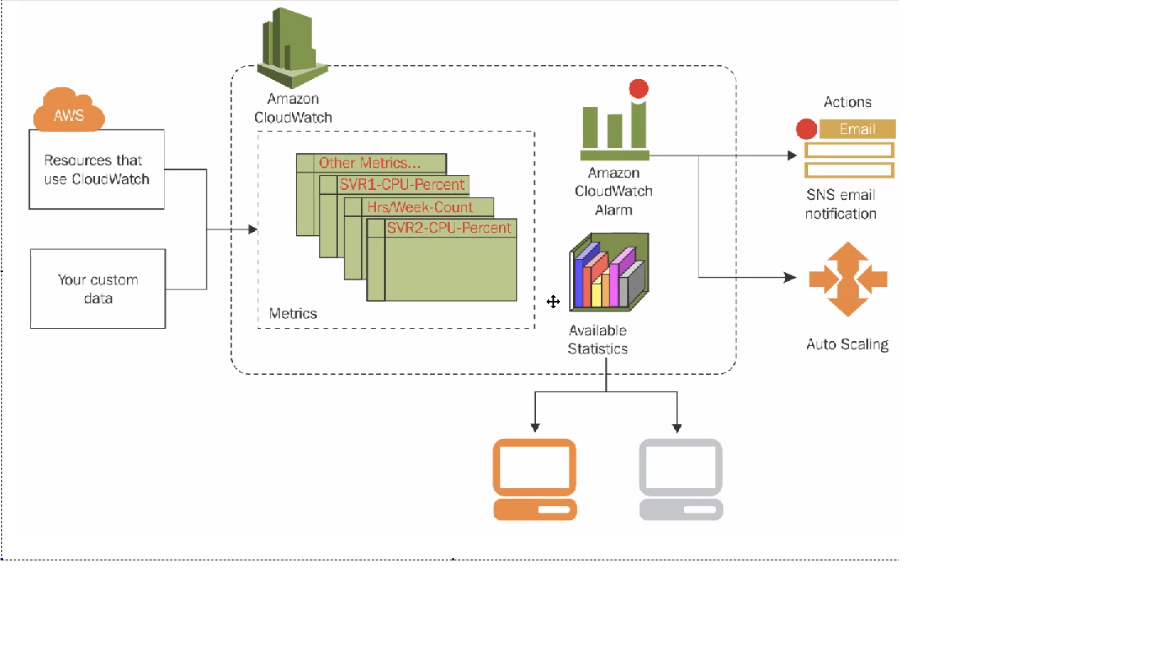 AWS
Resources that
use CloudWatch
Your custom
data
Amazon
CloudWatch
Other Metrics...
SVR1-CPU-Percent
Hrs/Week-Count
SVR2-CPU-Percent
Metrics
Amazon
CloudWatch
Alarm
Available
Statistics
Actions
Email
SNS email
notification
Auto Scaling